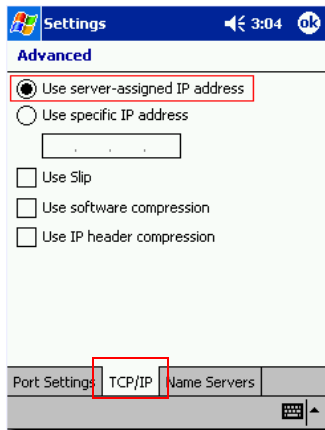 Settings 3:04 ok
Advanced
Use server-assigned IP address
Use specific IP address
. . .
Use Slip
Use software compression
Use IP header compression
Port Settings TCP/IP Name Servers